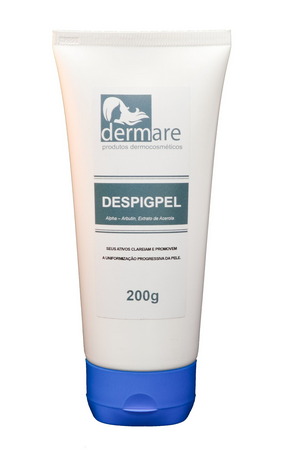 dermare
produtos dermocosméticos
DESPIGPEL
Alpha – Arbutin, Extrato de Acerola
SEUS ATIVOS CLAREIAM E PROMOVEM
A UNIFORMIZAÇÃO PROGRESSIVA DA PELE.
200g